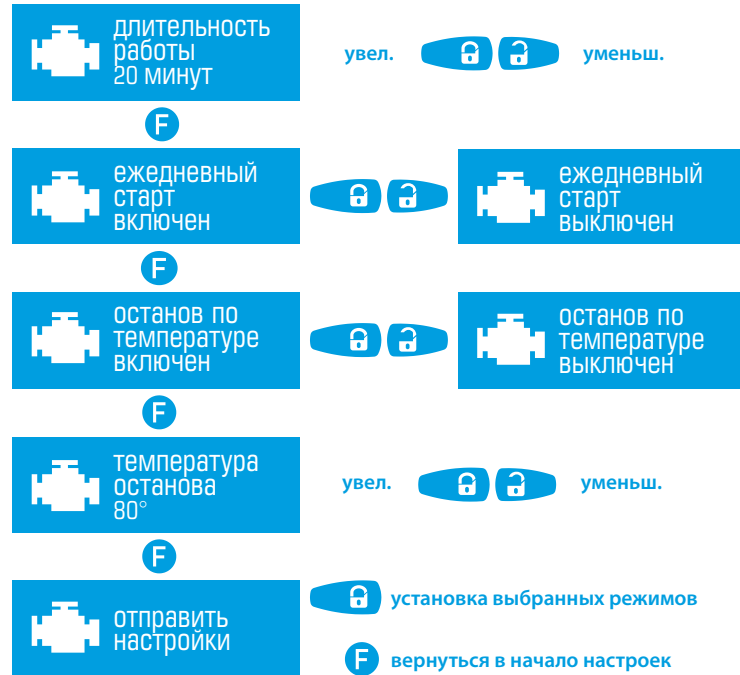 длительность
работы
20 минут
увел.
уменьш.
F
ежедневный
старт
включен
ежедневный
старт
выключен
F
останов по
температуре
включен
останов по
температуре
выключен
F
температура
останова
80°
увел.
уменьш.
F
отправить
настройки
установка выбранных режимов
F вернуться в начало настроек